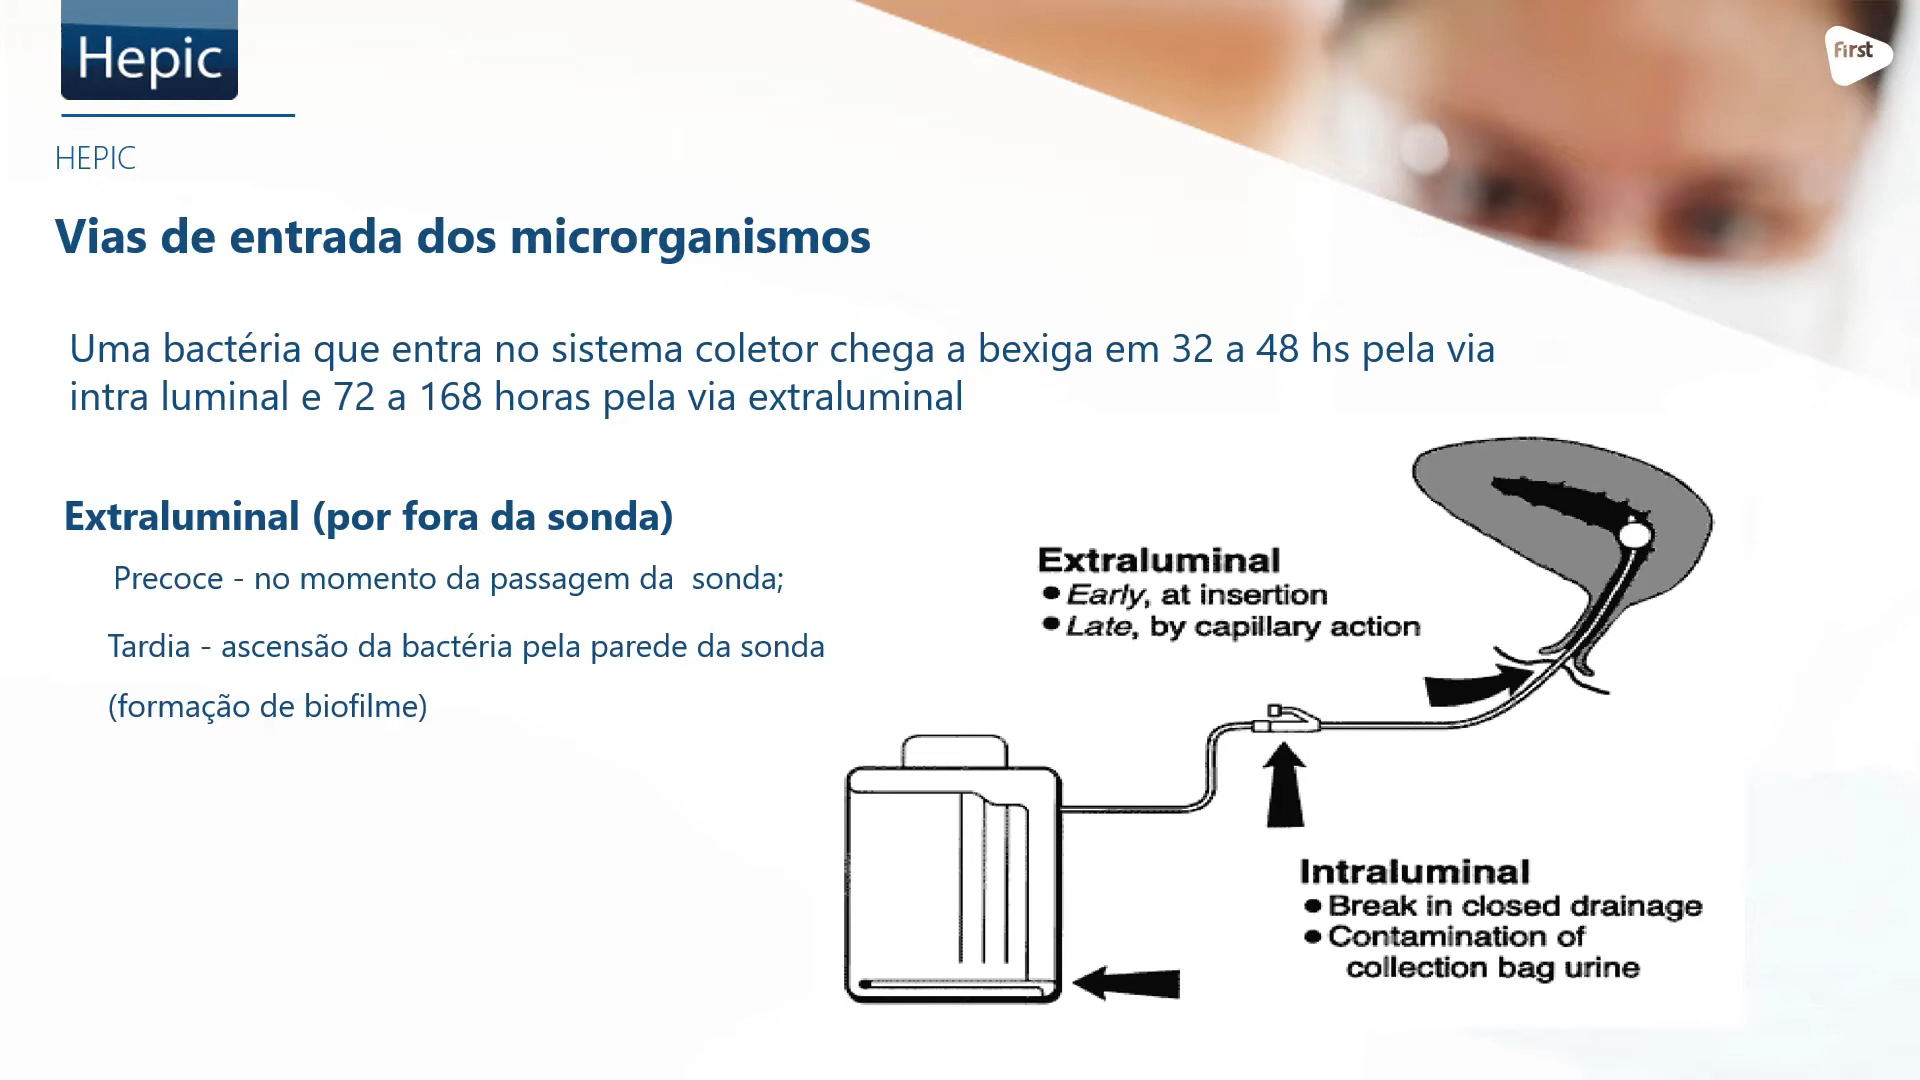 Hepic
First
HEPIC
Vias de entrada dos microrganismos
Uma bactéria que entra no sistema coletor chega a bexiga em 32 a 48 hs pela via
intra luminal e 72 a 168 horas pela via extraluminal
Extraluminal (por fora da sonda)
Precoce - no momento da passagem da sonda;
Tardia - ascensão da bactéria pela parede da sonda
(formação de biofilme)
Extraluminal
● Early, at insertion
● Late, by capillary action
Intraluminal
● Break in closed drainage
● Contamination of
collection bag urine